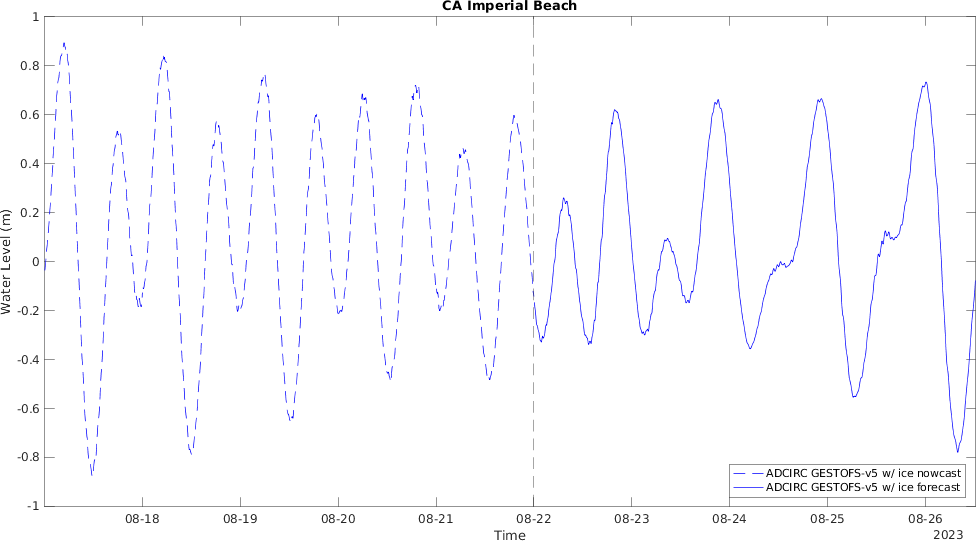 CA Imperial Beach
1
0.8
0.6
0.4
0.2
0
-0.2
-0.4
-0.6
-0.8
-1
Water Level (m)
08-18 08-19 08-20 08-21 08-22 08-23 08-24 08-25 08-26
Time
2023
ADCIRC GESTOFS-v5 w/ ice nowcast
ADCIRC GESTOFS-v5 w/ ice forecast